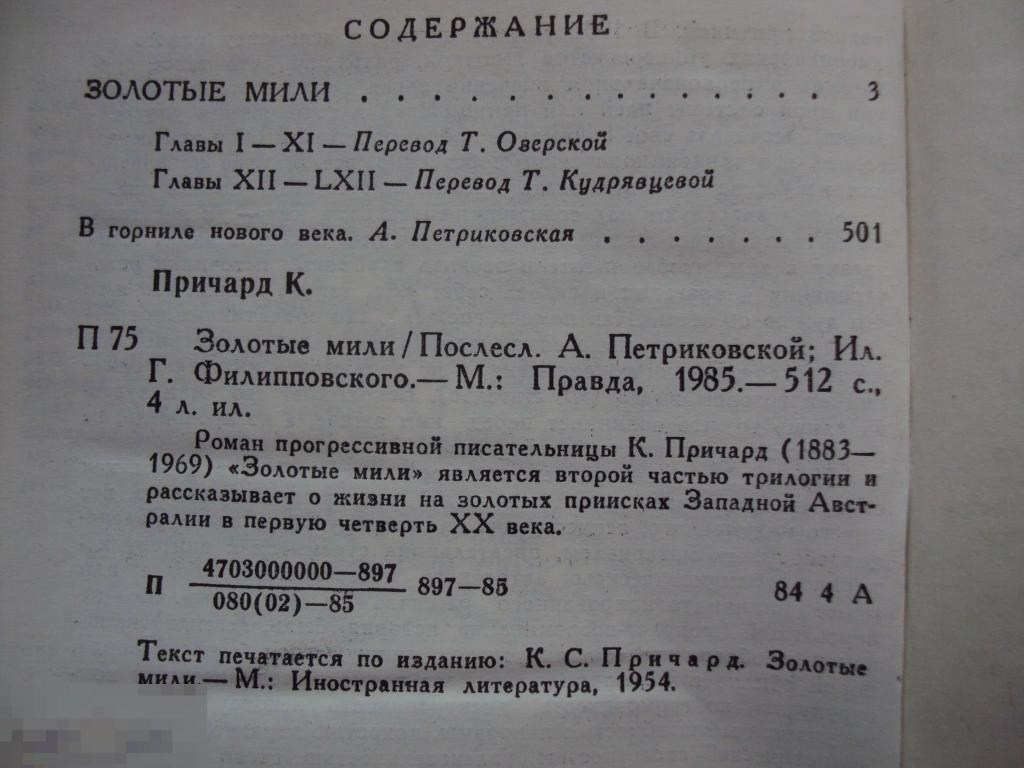 СОДЕРЖАНИЕ
ЗОЛОТЫЕ МИЛИ . . . . . . . . . . . . . . 3
Главы I — XI — Перевод Т. Оверской
Главы XII — LXII — Перевод Т. Кудрявцевой
В горниле нового века. А. Петриковская . . . . . . . 501
Причард К.
П 75 Золотые мили / Послесл. А. Петриковской; Ил.
Г. Филипповского.— М.: Правда, 1985.— 512 с.,
4 л. ил.
Роман прогрессивной писательницы К. Причард (1883—
1969) «Золотые мили» является второй частью трилогии и
рассказывает о жизни на золотых приисках Западной Авст-
ралии в первую четверть XX века.
4703000000—897
П 897—85 84 4 А
080(02)—85
Текст печатается по изданию: К. С. Причард. Золотые
мили.— М.: Иностранная литература, 1954.